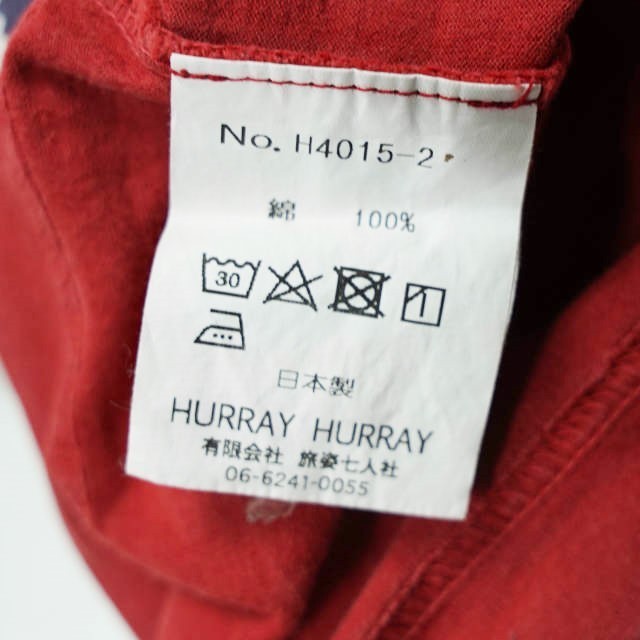 No. H4015-2
綿 100%
30
日本製
HURRAY HURRAY
有限会社 旅姿七人社
06-6241-0055